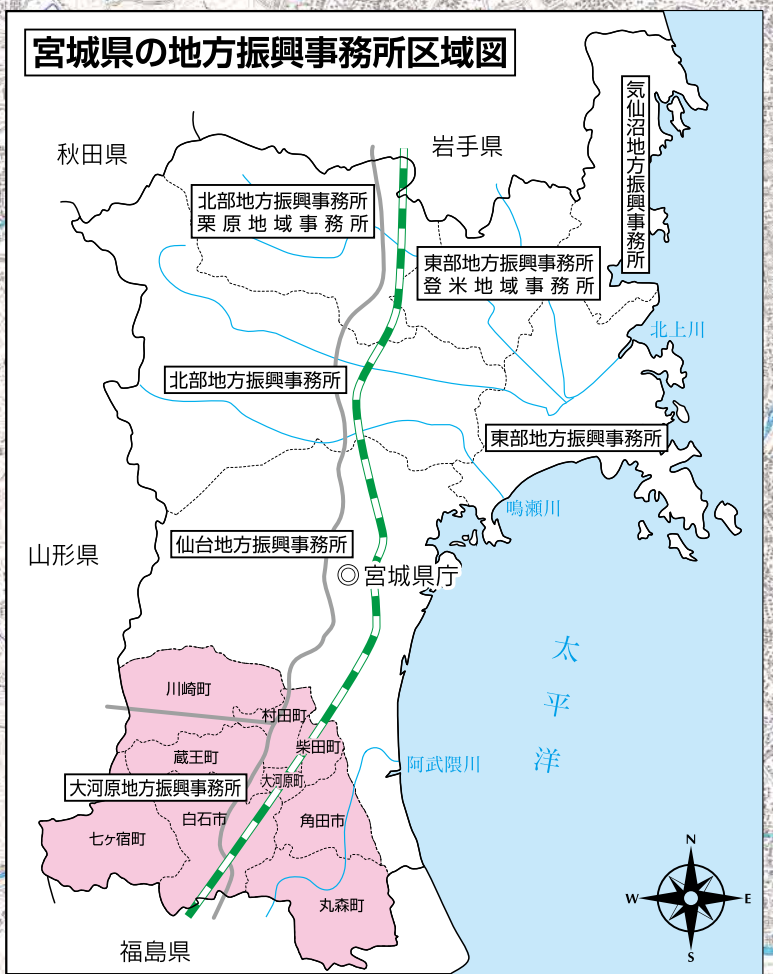 宮城県の地方振興事務所区域図
気仙沼地方振興事務所
秋田県
岩手県
北部地方振興事務所
栗原地域事務所
東部地方振興事務所
登米地域事務所
北上川
北部地方振興事務所
東部地方振興事務所
鳴瀬川
仙台地方振興事務所
山形県
◎宮城県庁
太平洋
川崎町
村田町
柴田町
蔵王町
阿武隈川
大河原町
大河原地方振興事務所
白石市
角田市
七ヶ宿町
丸森町
福島県
N
W
E
S